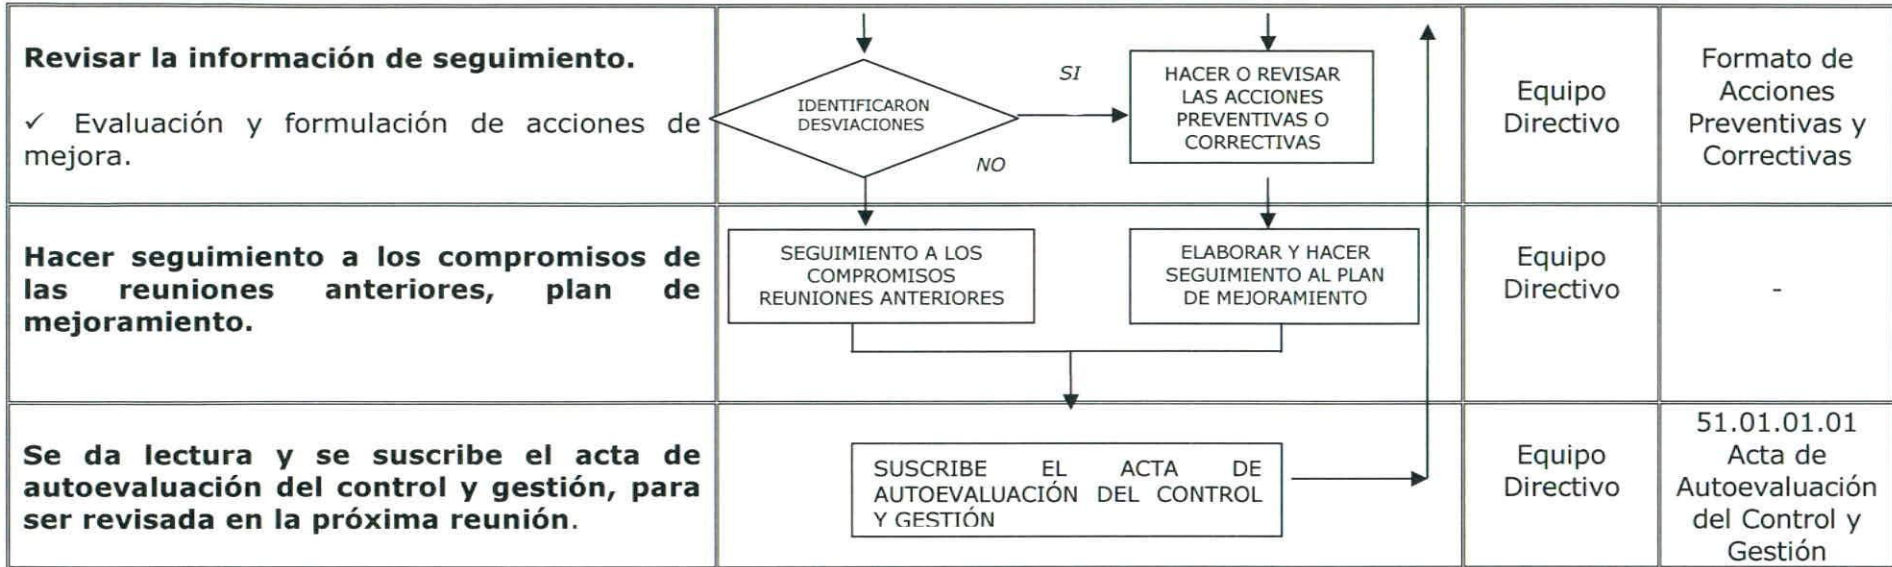 Revisar la información de seguimiento.
✓ Evaluación y formulación de acciones de
mejora.
IDENTIFICARON
DESVIACIONES
SI
NO
HACER O REVISAR
LAS ACCIONES
PREVENTIVAS O
CORRECTIVAS
Equipo
Directivo
Formato de
Acciones
Preventivas y
Correctivas
Hacer seguimiento a los compromisos de
las reuniones anteriores, plan de
mejoramiento.
SEGUIMIENTO A LOS
COMPROMISOS
REUNIONES ANTERIORES
ELABORAR Y HACER
SEGUIMIENTO AL PLAN
DE MEJORAMIENTO
Equipo
Directivo
-
Se da lectura y se suscribe el acta de
autoevaluación del control y gestión, para
ser revisada en la próxima reunión.
SUSCRIBE EL ACTA DE
AUTOEVALUACIÓN DEL CONTROL
Y GESTIÓN
Equipo
Directivo
51.01.01.01
Acta de
Autoevaluación
del Control y
Gestión